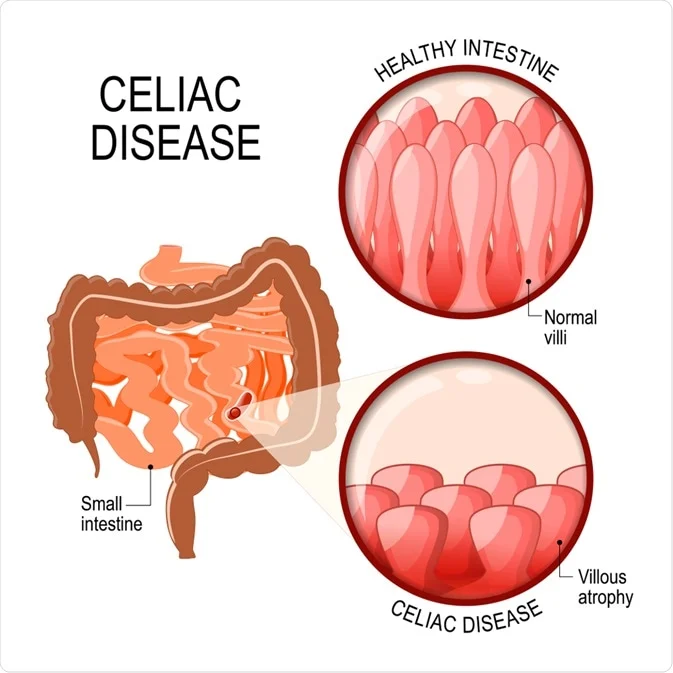 CELIAC
DISEASE
HEALTHY INTESTINE
Normal
villi
Small
intestine
Villous
atrophy
CELIAC DISEASE